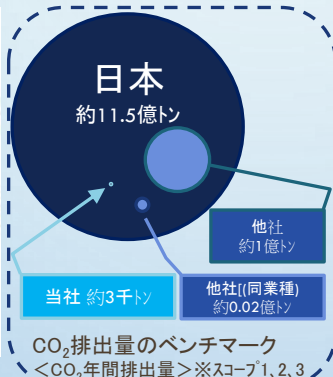 日本
約11.5億トン
他社
約1億トン
当社 約3千トン
他社[(同業種)
約0.02億トン
CO₂排出量のベンチマーク
<CO₂年間排出量>※スコープ1, 2, 3